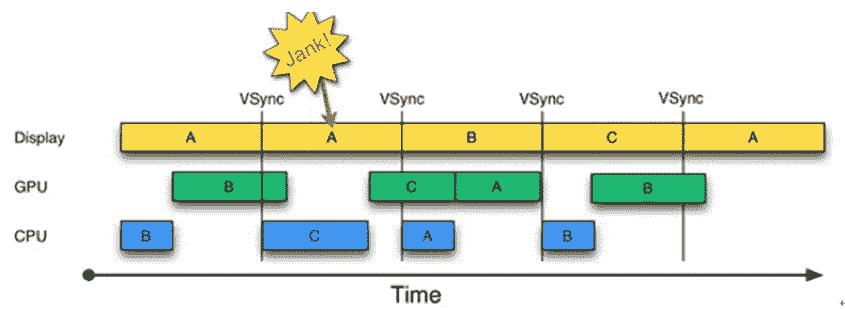 Jank!
VSync VSync VSync VSync
Display A A B C A
GPU B C A B
CPU B C A B
Time